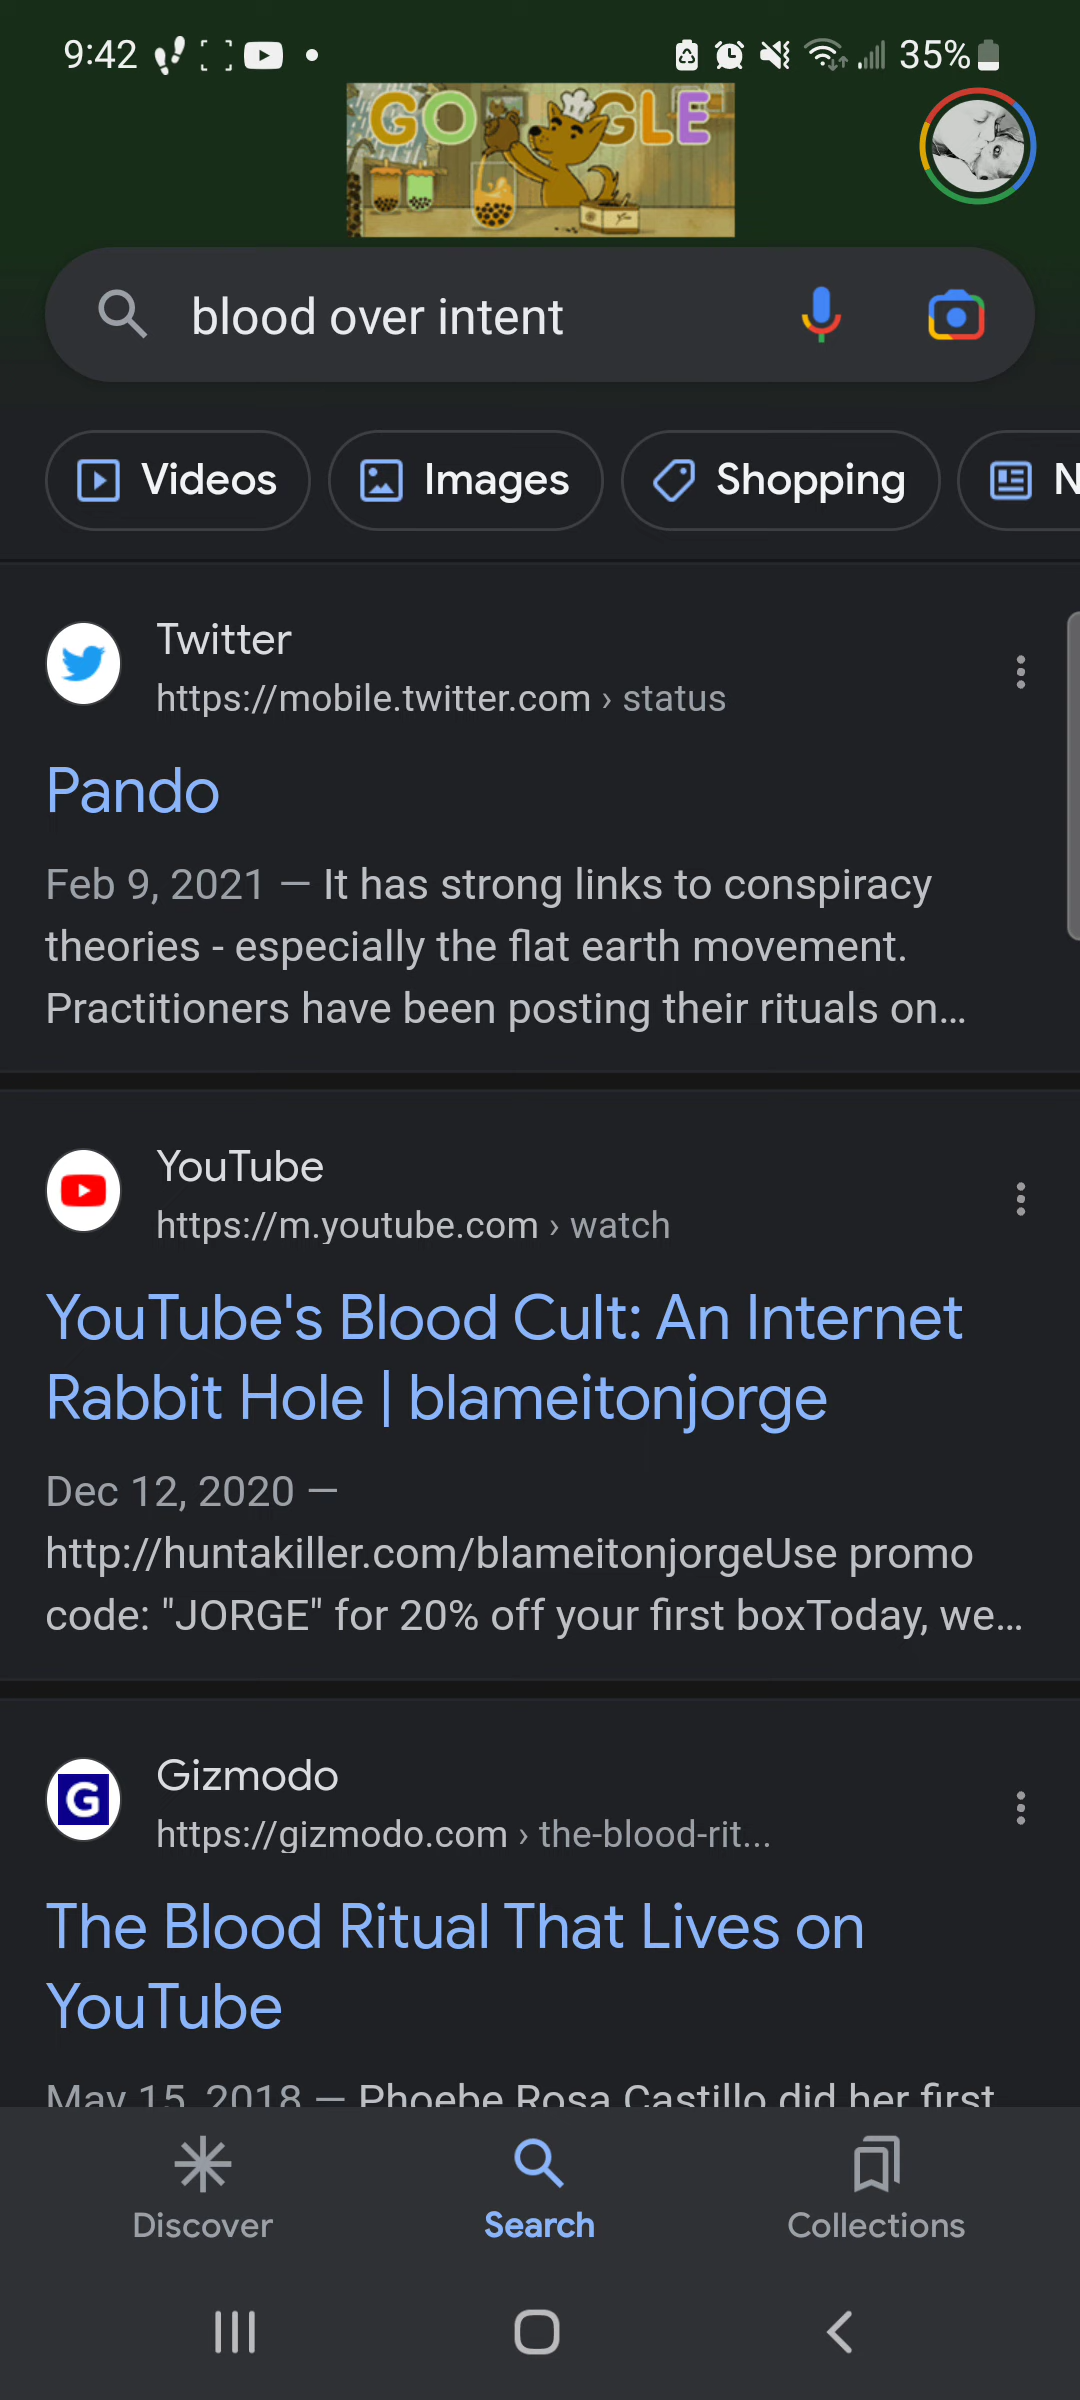 9:42
35%
GOOGLE
blood over intent
Videos
Images
Shopping
N
Twitter
https://mobile.twitter.com › status
Pando
Feb 9, 2021 — It has strong links to conspiracy
theories - especially the flat earth movement.
Practitioners have been posting their rituals on...
YouTube
https://m.youtube.com › watch
YouTube's Blood Cult: An Internet
Rabbit Hole | blameitonjorge
Dec 12, 2020 —
http://huntakiller.com/blameitonjorgeUse promo
code: "JORGE" for 20% off your first boxToday, we...
G
Gizmodo
https://gizmodo.com › the-blood-rit...
The Blood Ritual That Lives on
YouTube
May 15, 2018 — Phoebe Rosa Castillo did her first
Discover
Search
Collections